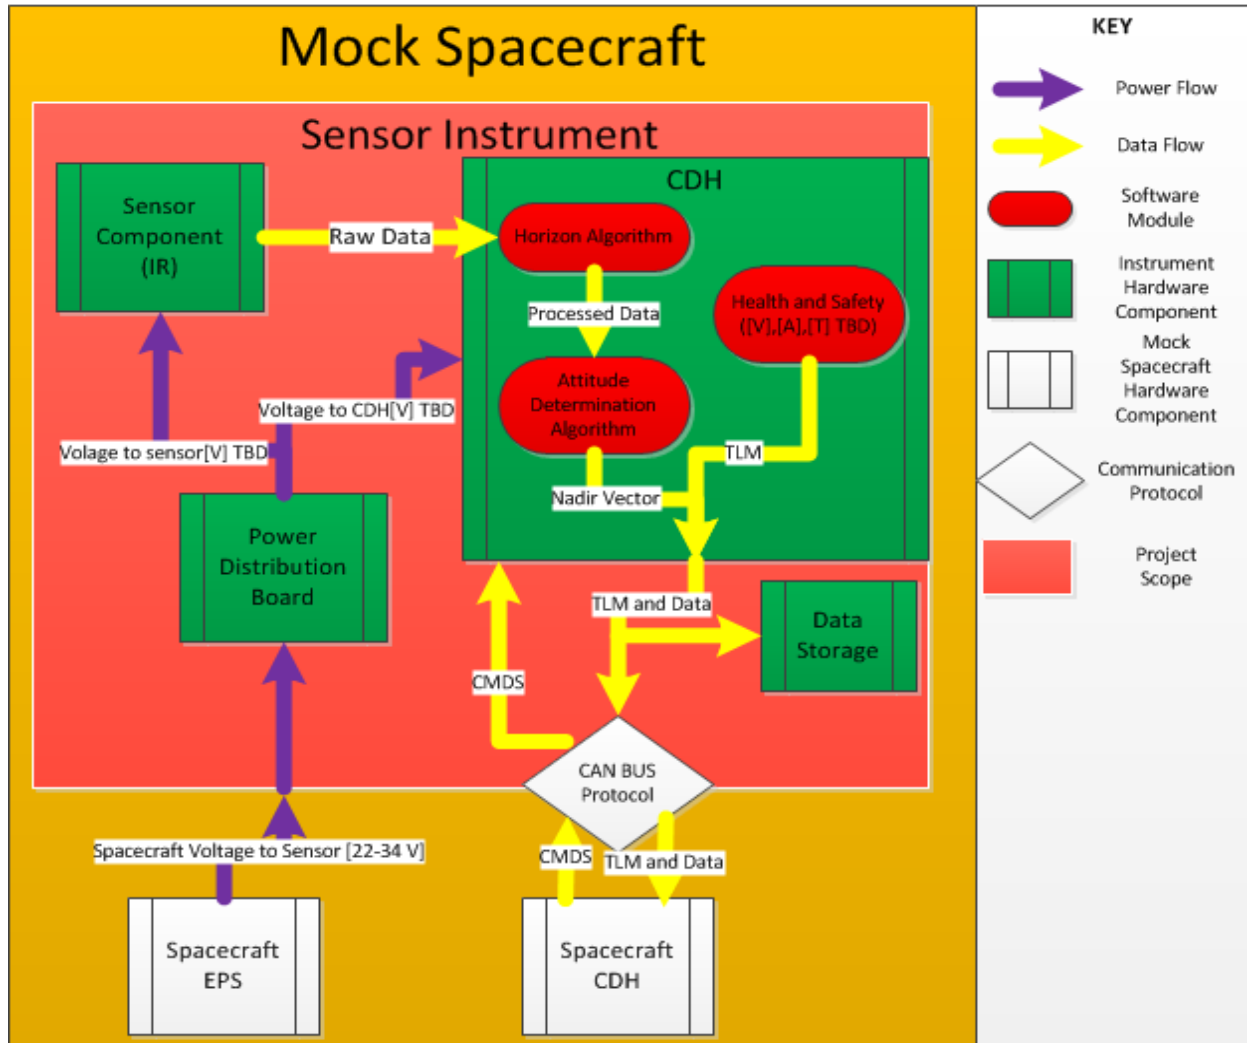 Mock Spacecraft
Sensor Instrument
Sensor
Component
(IR)
Raw Data
CDH
Horizon Algorithm
Processed Data
Health and Safety
([V],[A],[T] TBD)
Attitude
Determination
Algorithm
Voltage to CDH[V] TBD
Volage to sensor[V] TBD
TLM
Nadir Vector
Power
Distribution
Board
TLM and Data
Data
Storage
CMDS
CAN BUS
Protocol
Spacecraft Voltage to Sensor [22-34 V]
CMDS
TLM and Data
Spacecraft
EPS
Spacecraft
CDH
KEY
Power Flow
Data Flow
Software
Module
Instrument
Hardware
Component
Mock
Spacecraft
Hardware
Component
Communication
Protocol
Project
Scope